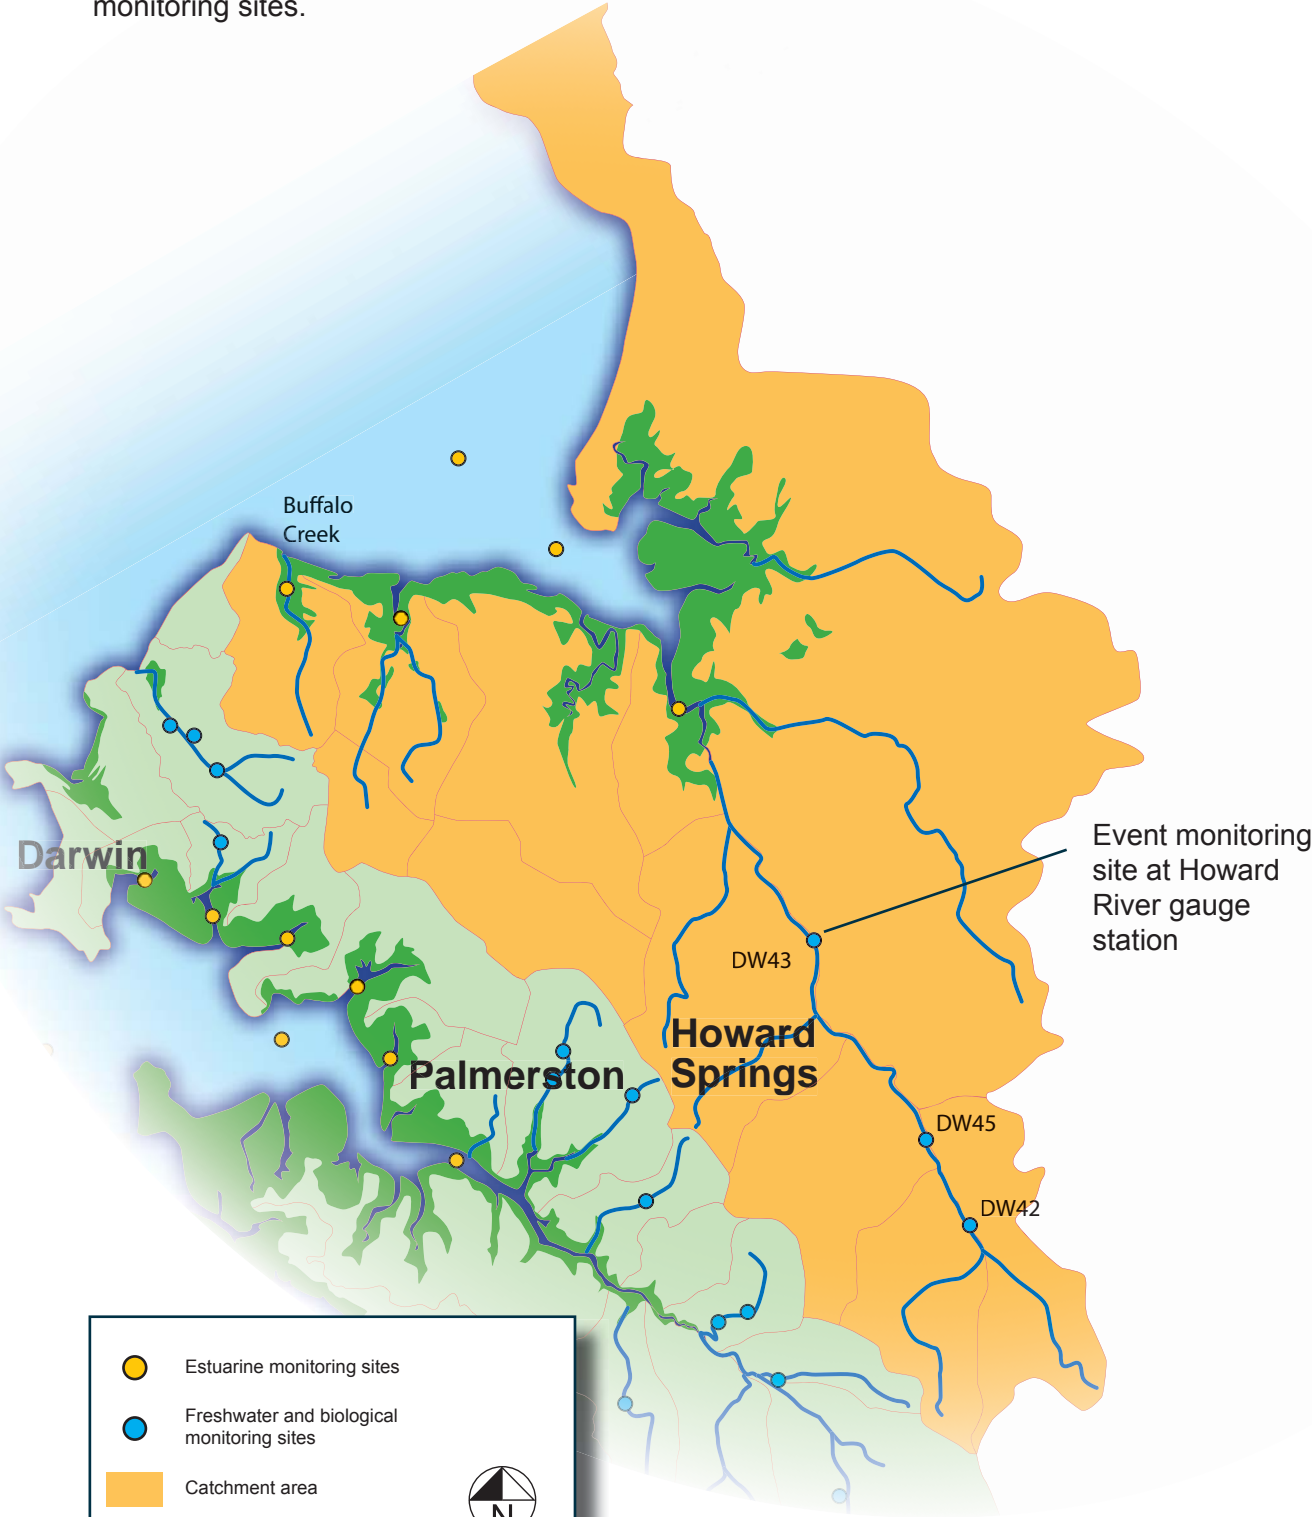 monitoring sites.
Buffalo
Creek
Darwin
Event monitoring
site at Howard
River gauge
station
DW43
Howard
Springs
Palmerston
DW45
DW42
Estuarine monitoring sites
Freshwater and biological
monitoring sites
Catchment area
N